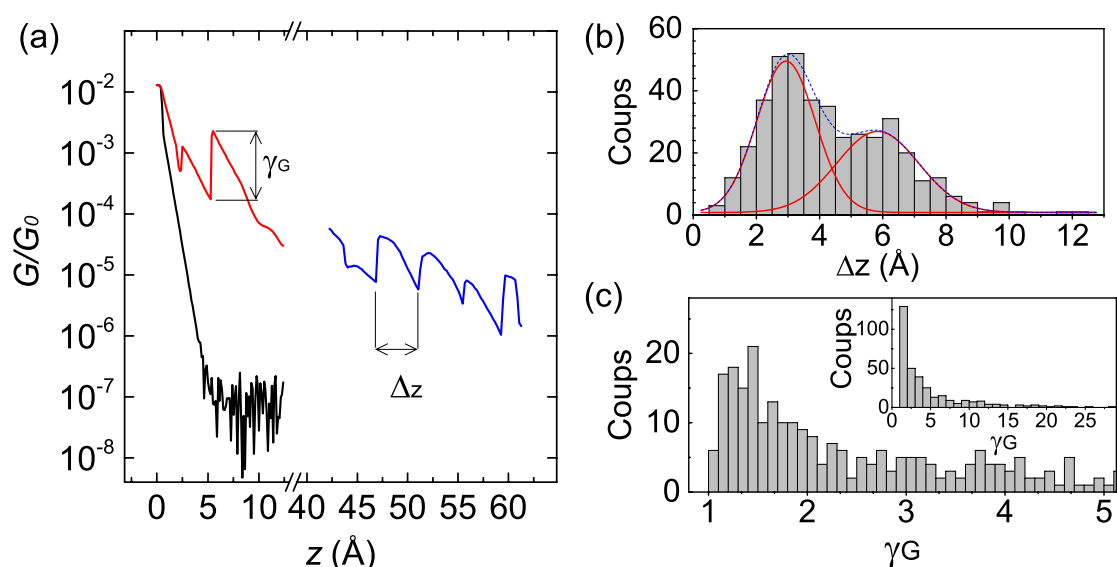 (a)
G/G0
10-2
10-3
10-4
10-5
10-6
10-7
10-8
γG
Δz
0 5 10 40 45 50 55 60
z (Å)
(b)
Coups
60
40
20
0
0 2 4 6 8 10 12
Δz (Å)
(c)
Coups
20
10
0
1 2 3 4 5
γG
Coups
100
50
0
0 5 10 15 20 25
γG